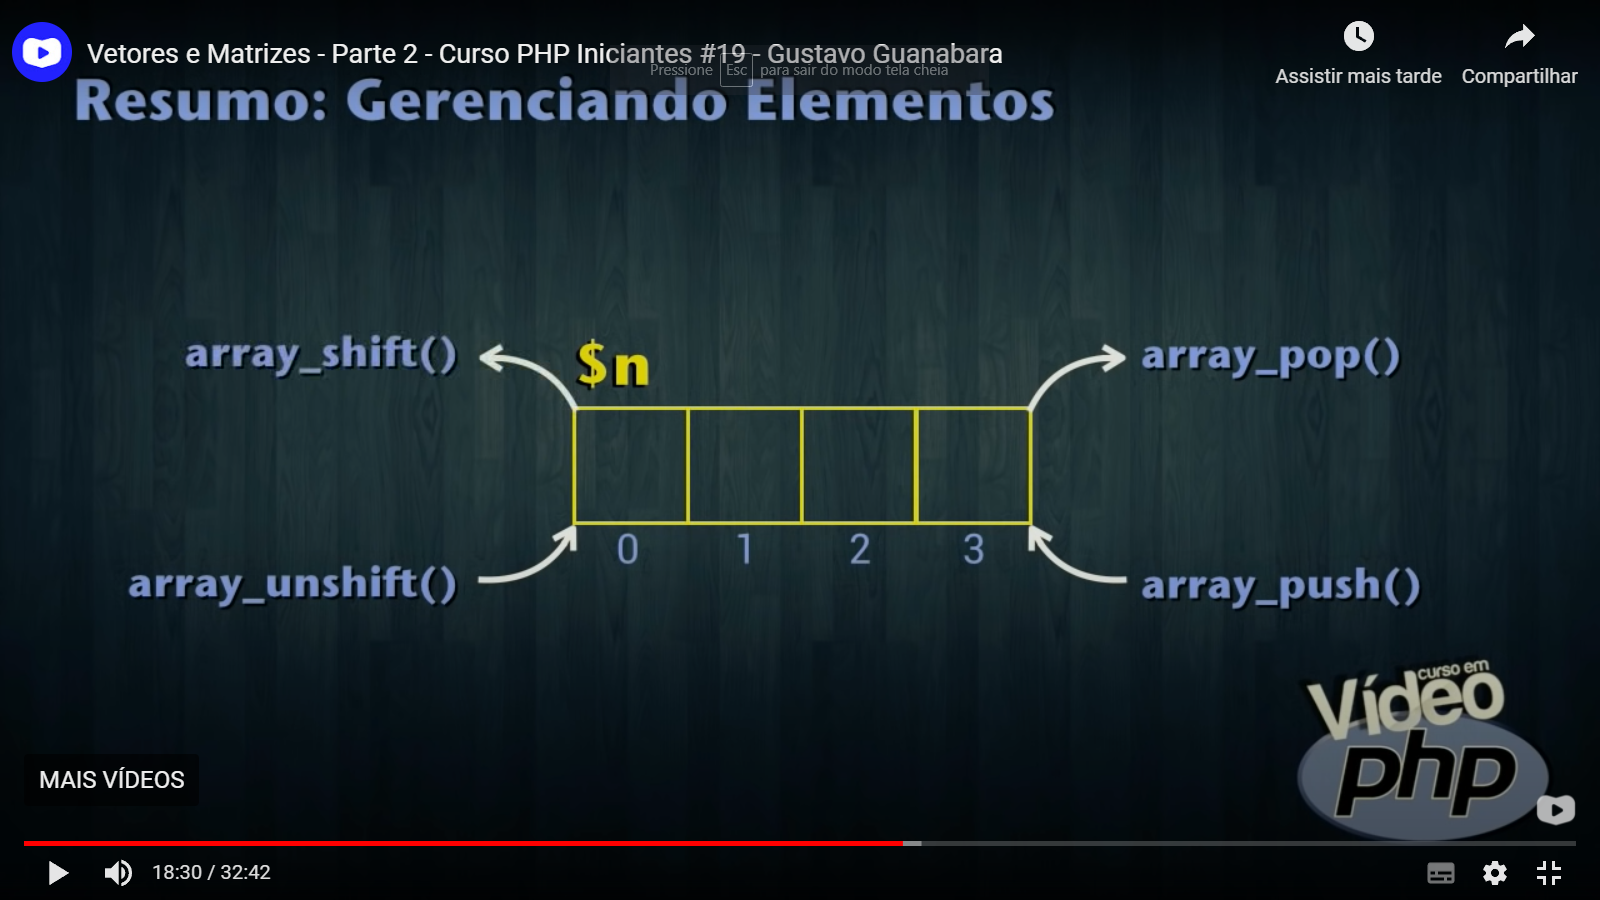 Vetores e Matrizes - Parte 2 - Curso PHP Iniciantes #19 - Gustavo Guanabara
Assistir mais tarde
Compartilhar
Pressione Esc para sair do modo tela cheia
Resumo: Gerenciando Elementos
array_shift()
$n
array_pop()
0 1 2 3
array_unshift()
array_push()
curso em
Vídeo
php
MAIS VÍDEOS
18:30 / 32:42